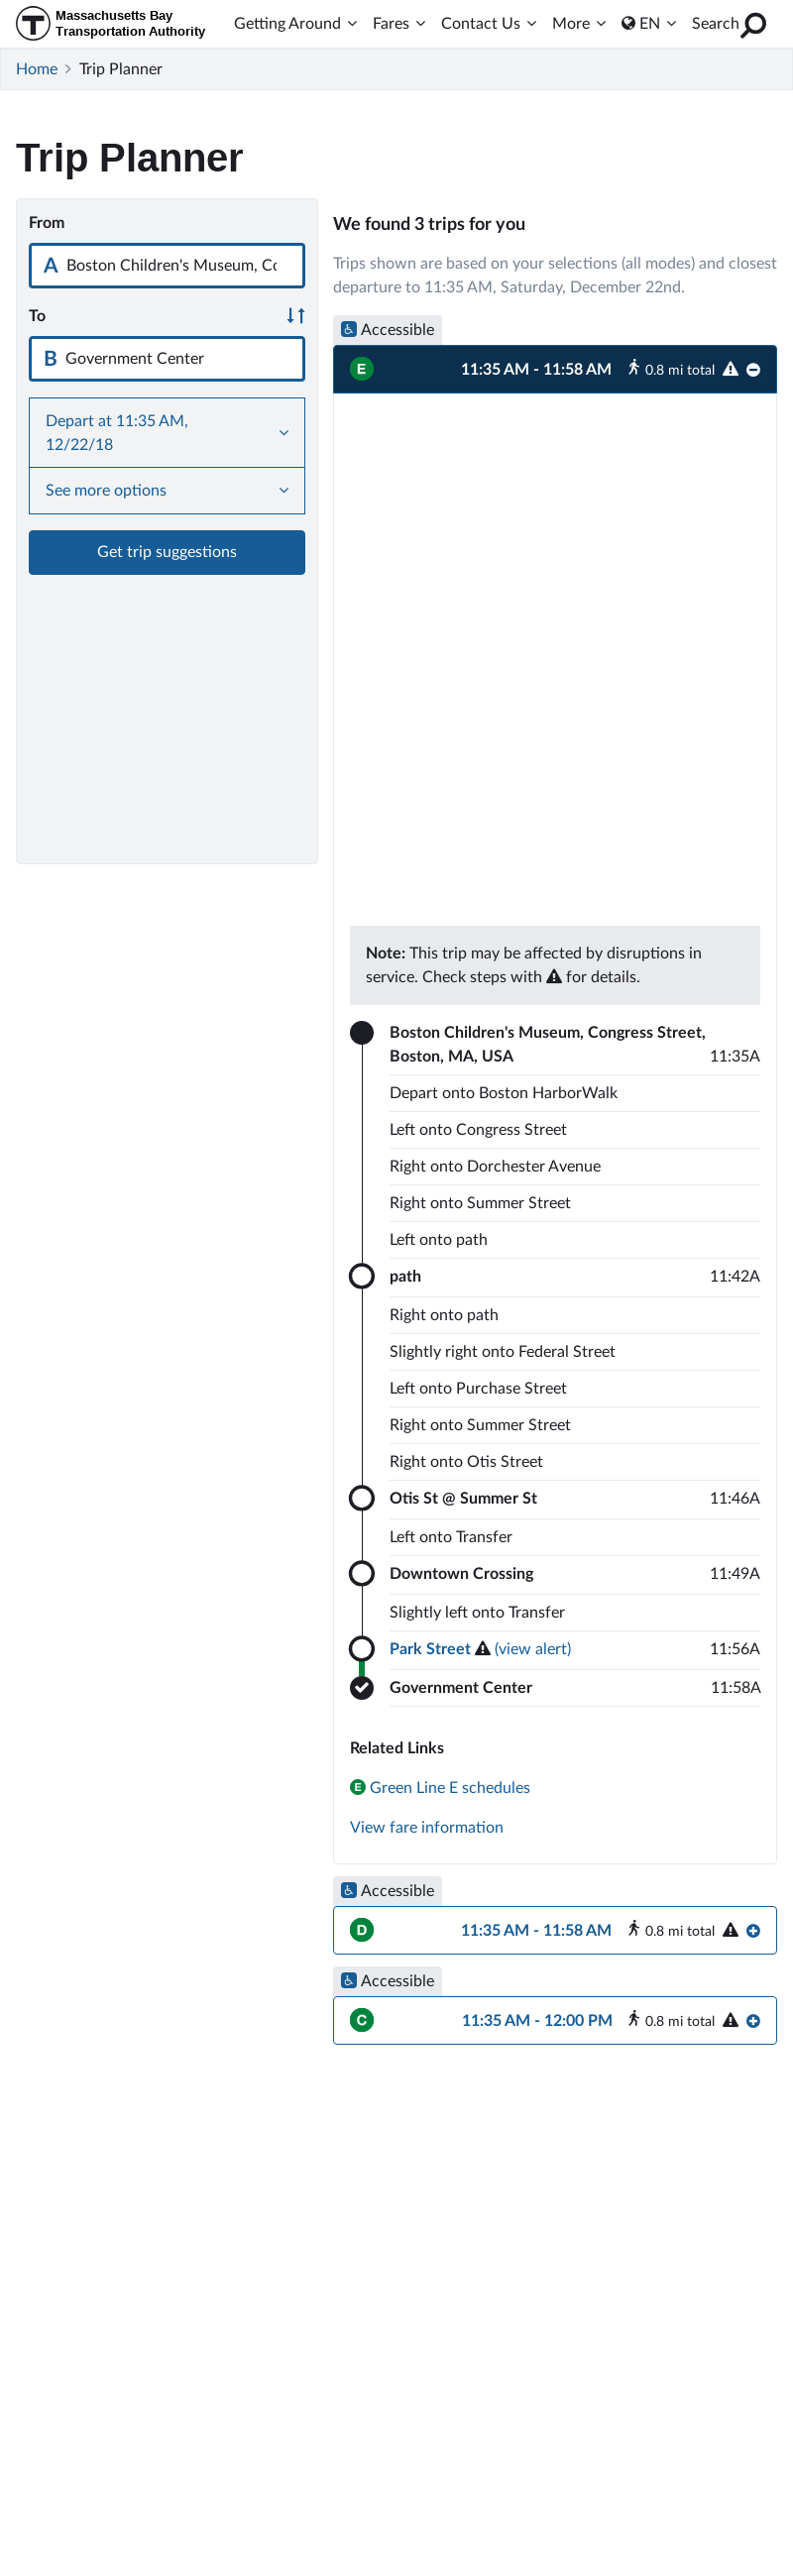 Massachusetts Bay
Transportation Authority
Getting Around Fares Contact Us More EN Search
Home > Trip Planner
Trip Planner
From
A Boston Children's Museum, Co
To
B Government Center
Depart at 11:35 AM,
12/22/18
See more options
Get trip suggestions
We found 3 trips for you
Trips shown are based on your selections (all modes) and closest
departure to 11:35 AM, Saturday, December 22nd.
Accessible
E 11:35 AM - 11:58 AM 0.8 mi total
Note: This trip may be affected by disruptions in
service. Check steps with for details.
Boston Children's Museum, Congress Street,
Boston, MA, USA 11:35A
Depart onto Boston HarborWalk
Left onto Congress Street
Right onto Dorchester Avenue
Right onto Summer Street
Left onto path
path 11:42A
Right onto path
Slightly right onto Federal Street
Left onto Purchase Street
Right onto Summer Street
Right onto Otis Street
Otis St @ Summer St 11:46A
Left onto Transfer
Downtown Crossing 11:49A
Slightly left onto Transfer
Park Street (view alert) 11:56A
Government Center 11:58A
Related Links
E Green Line E schedules
View fare information
Accessible
D 11:35 AM - 11:58 AM 0.8 mi total
Accessible
C 11:35 AM - 12:00 PM 0.8 mi total